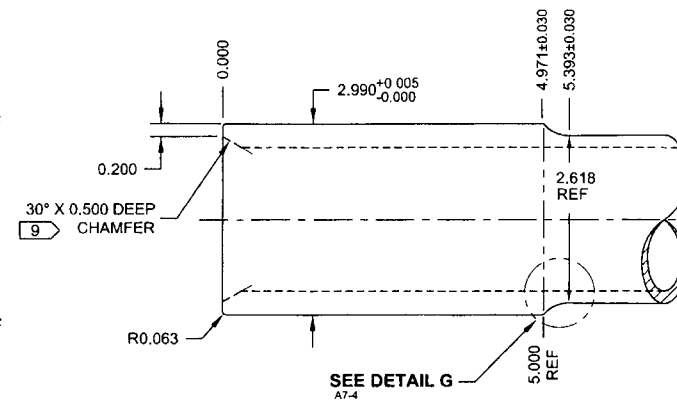 0.000
2.990+0 005
-0.000
4.971±0.030
5.393±0.030
0.200
2.618
REF
30° X 0.500 DEEP
9 CHAMFER
R0.063
SEE DETAIL G
A7-4
5.000
REF